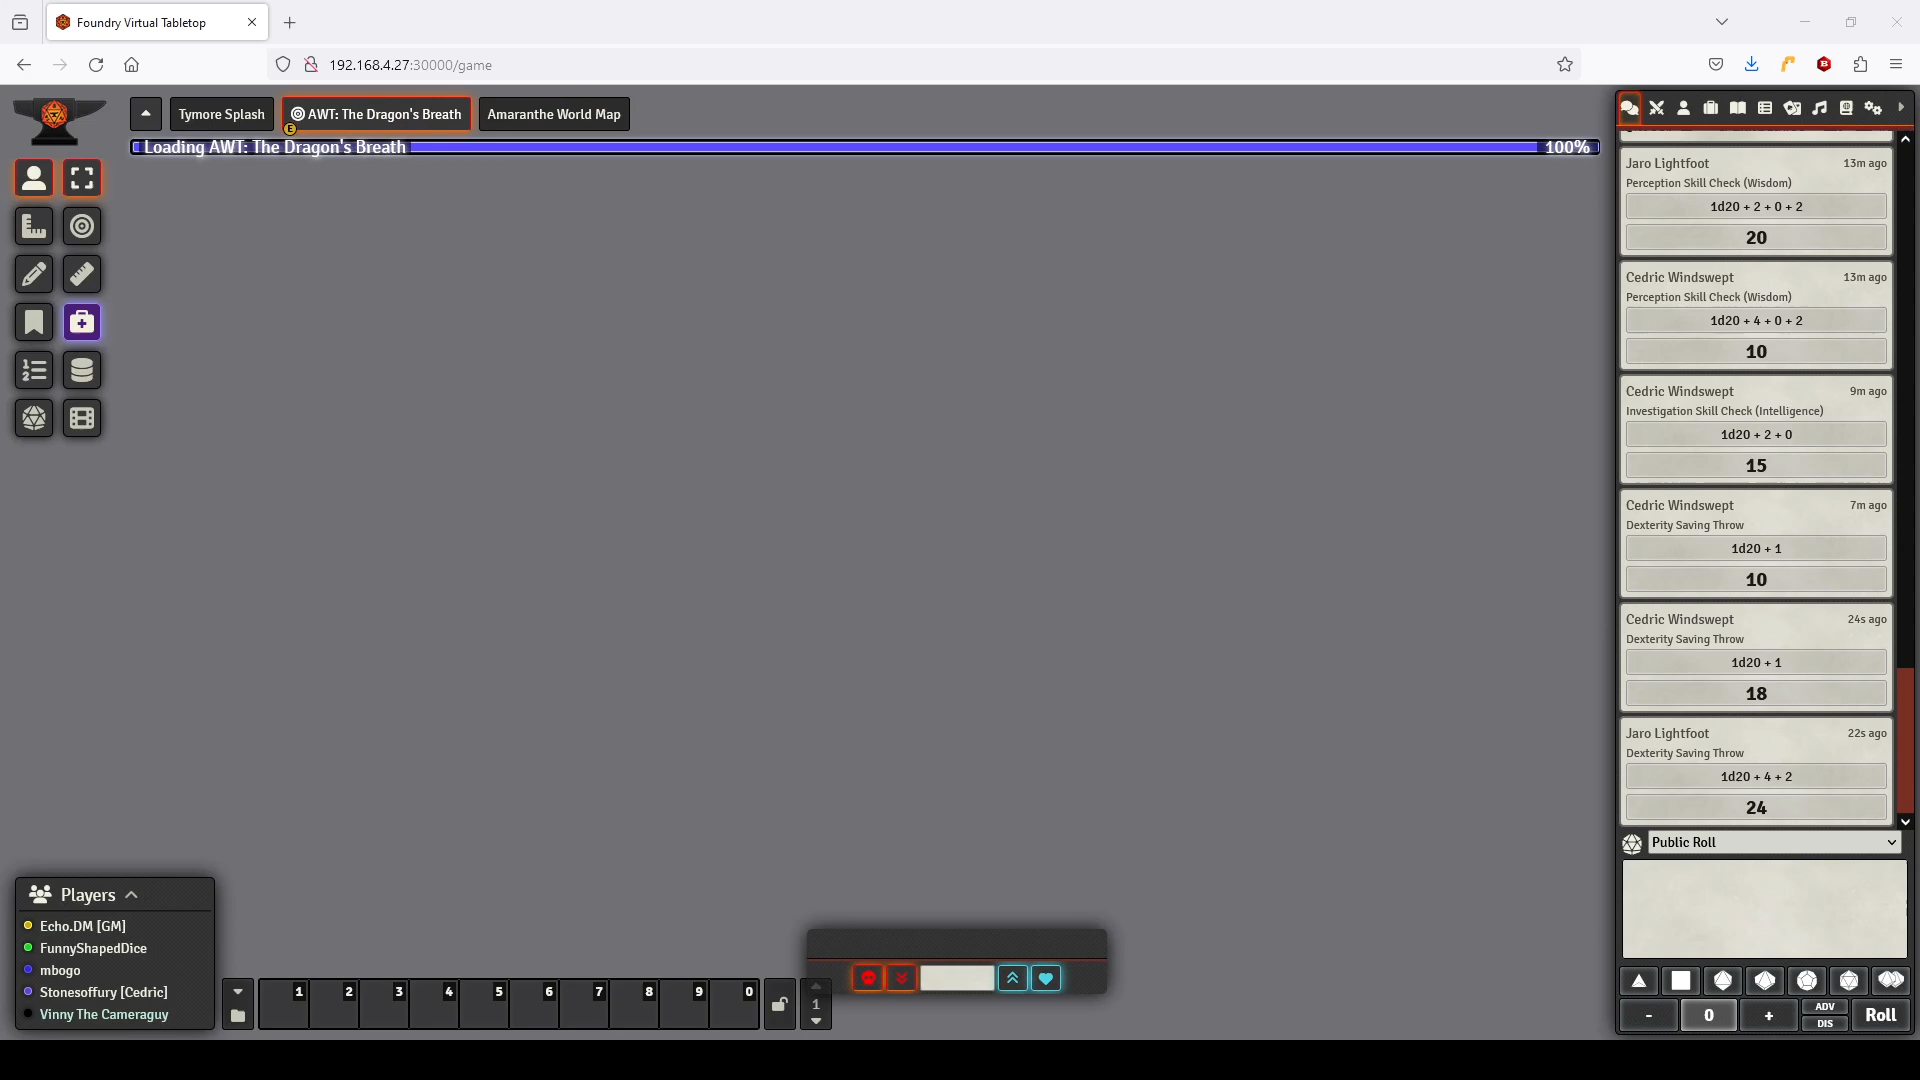 Foundry Virtual Tabletop
192.168.4.27:30000/game
Tymore Splash
AWT: The Dragon's Breath
E
Amaranthe World Map
Loading AWT: The Dragon's Breath
100%
Jaro Lightfoot
13m ago
Perception Skill Check (Wisdom)
1d20 + 2 + 0 + 2
20
Cedric Windswept
13m ago
Perception Skill Check (Wisdom)
1d20 + 4 + 0 + 2
10
Cedric Windswept
9m ago
Investigation Skill Check (Intelligence)
1d20 + 2 + 0
15
Cedric Windswept
7m ago
Dexterity Saving Throw
1d20 + 1
10
Cedric Windswept
24s ago
Dexterity Saving Throw
1d20 + 1
18
Jaro Lightfoot
22s ago
Dexterity Saving Throw
1d20 + 4 + 2
24
Public Roll
- 0 + ADV DIS Roll
Players
Echo.DM [GM]
FunnyShapedDice
mbogo
Stonesoffury [Cedric]
Vinny The Cameraguy
1 2 3 4 5 6 7 8 9 0
1